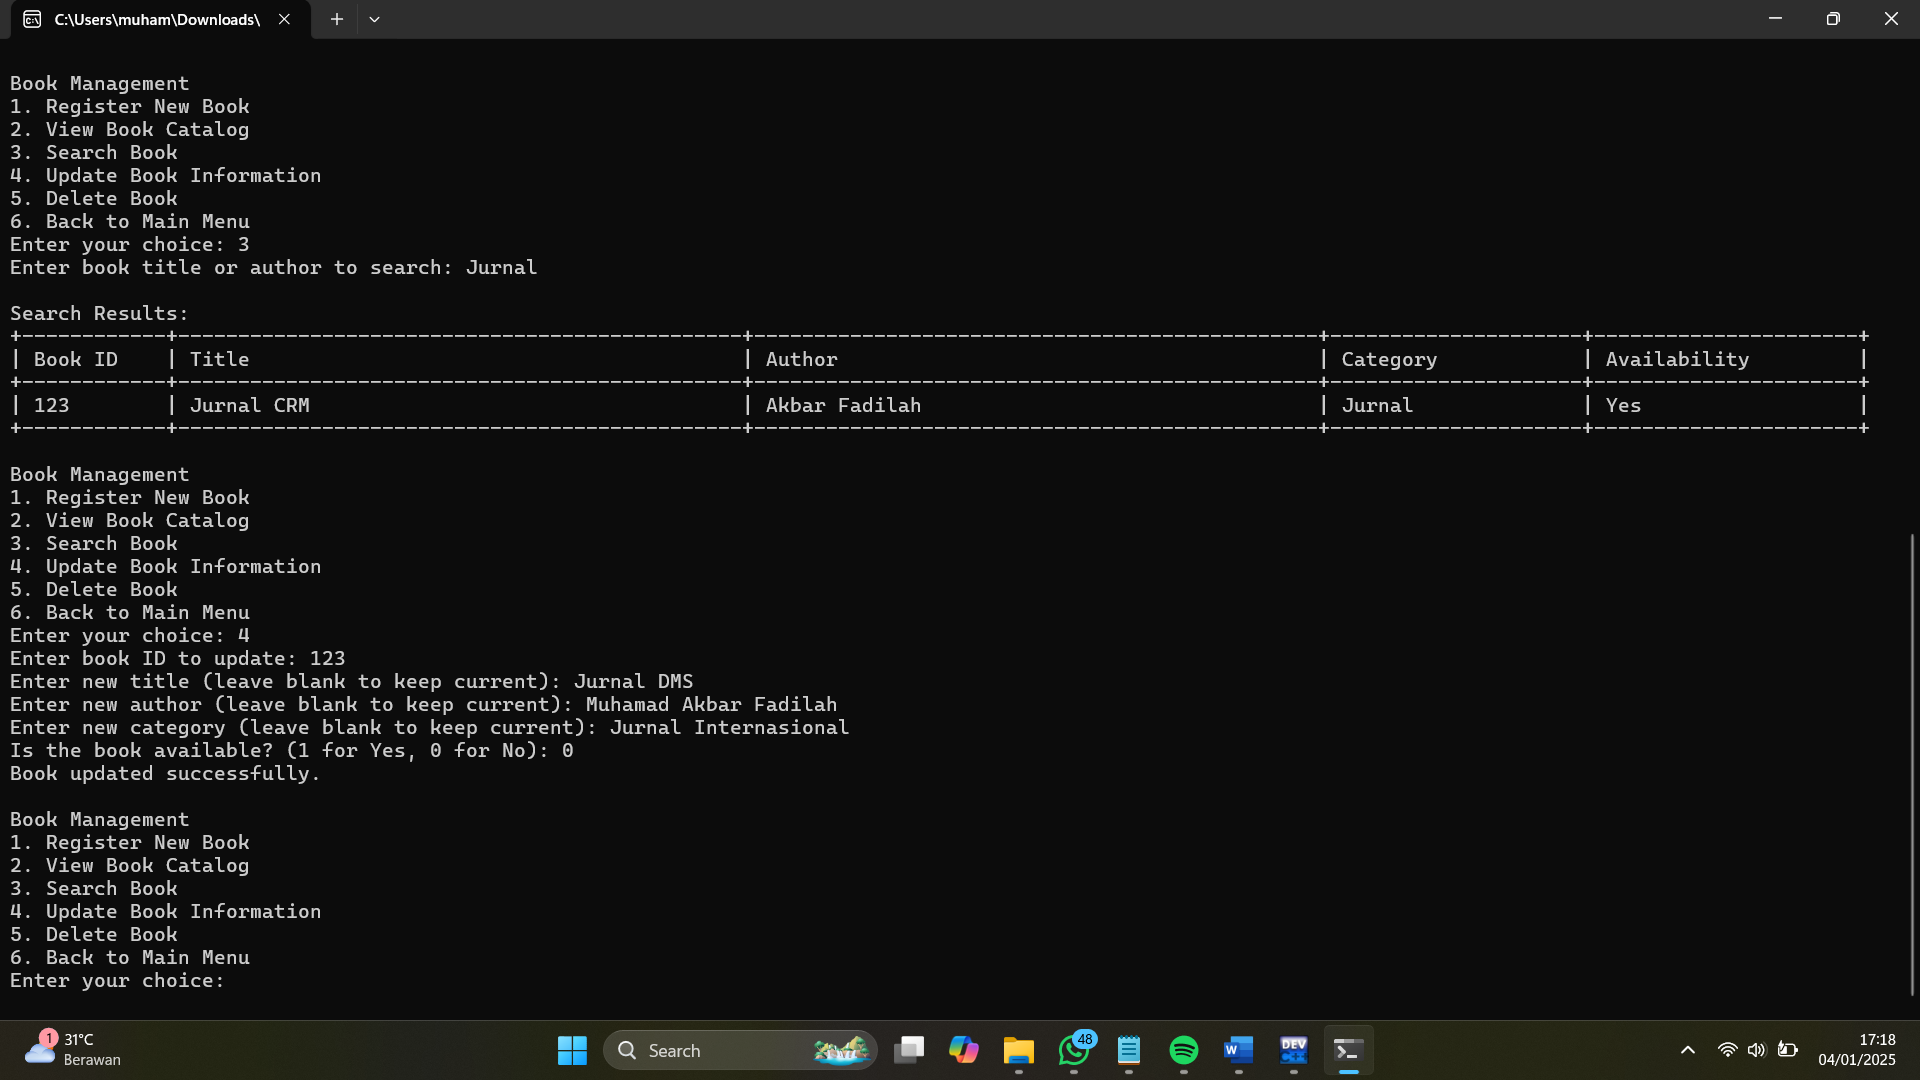 C:\Users\muham\Downloads\
Book Management
1. Register New Book
2. View Book Catalog
3. Search Book
4. Update Book Information
5. Delete Book
6. Back to Main Menu
Enter your choice: 3
Enter book title or author to search: Jurnal
Search Results:
| Book ID | Title | Author | Category | Availability |
| 123 | Jurnal CRM | Akbar Fadilah | Jurnal | Yes |
Book Management
1. Register New Book
2. View Book Catalog
3. Search Book
4. Update Book Information
5. Delete Book
6. Back to Main Menu
Enter your choice: 4
Enter book ID to update: 123
Enter new title (leave blank to keep current): Jurnal DMS
Enter new author (leave blank to keep current): Muhamad Akbar Fadilah
Enter new category (leave blank to keep current): Jurnal Internasional
Is the book available? (1 for Yes, 0 for No): 0
Book updated successfully.
Book Management
1. Register New Book
2. View Book Catalog
3. Search Book
4. Update Book Information
5. Delete Book
6. Back to Main Menu
Enter your choice:
1
31°C
Berawan
Search
48
W
DEV
17:18
04/01/2025